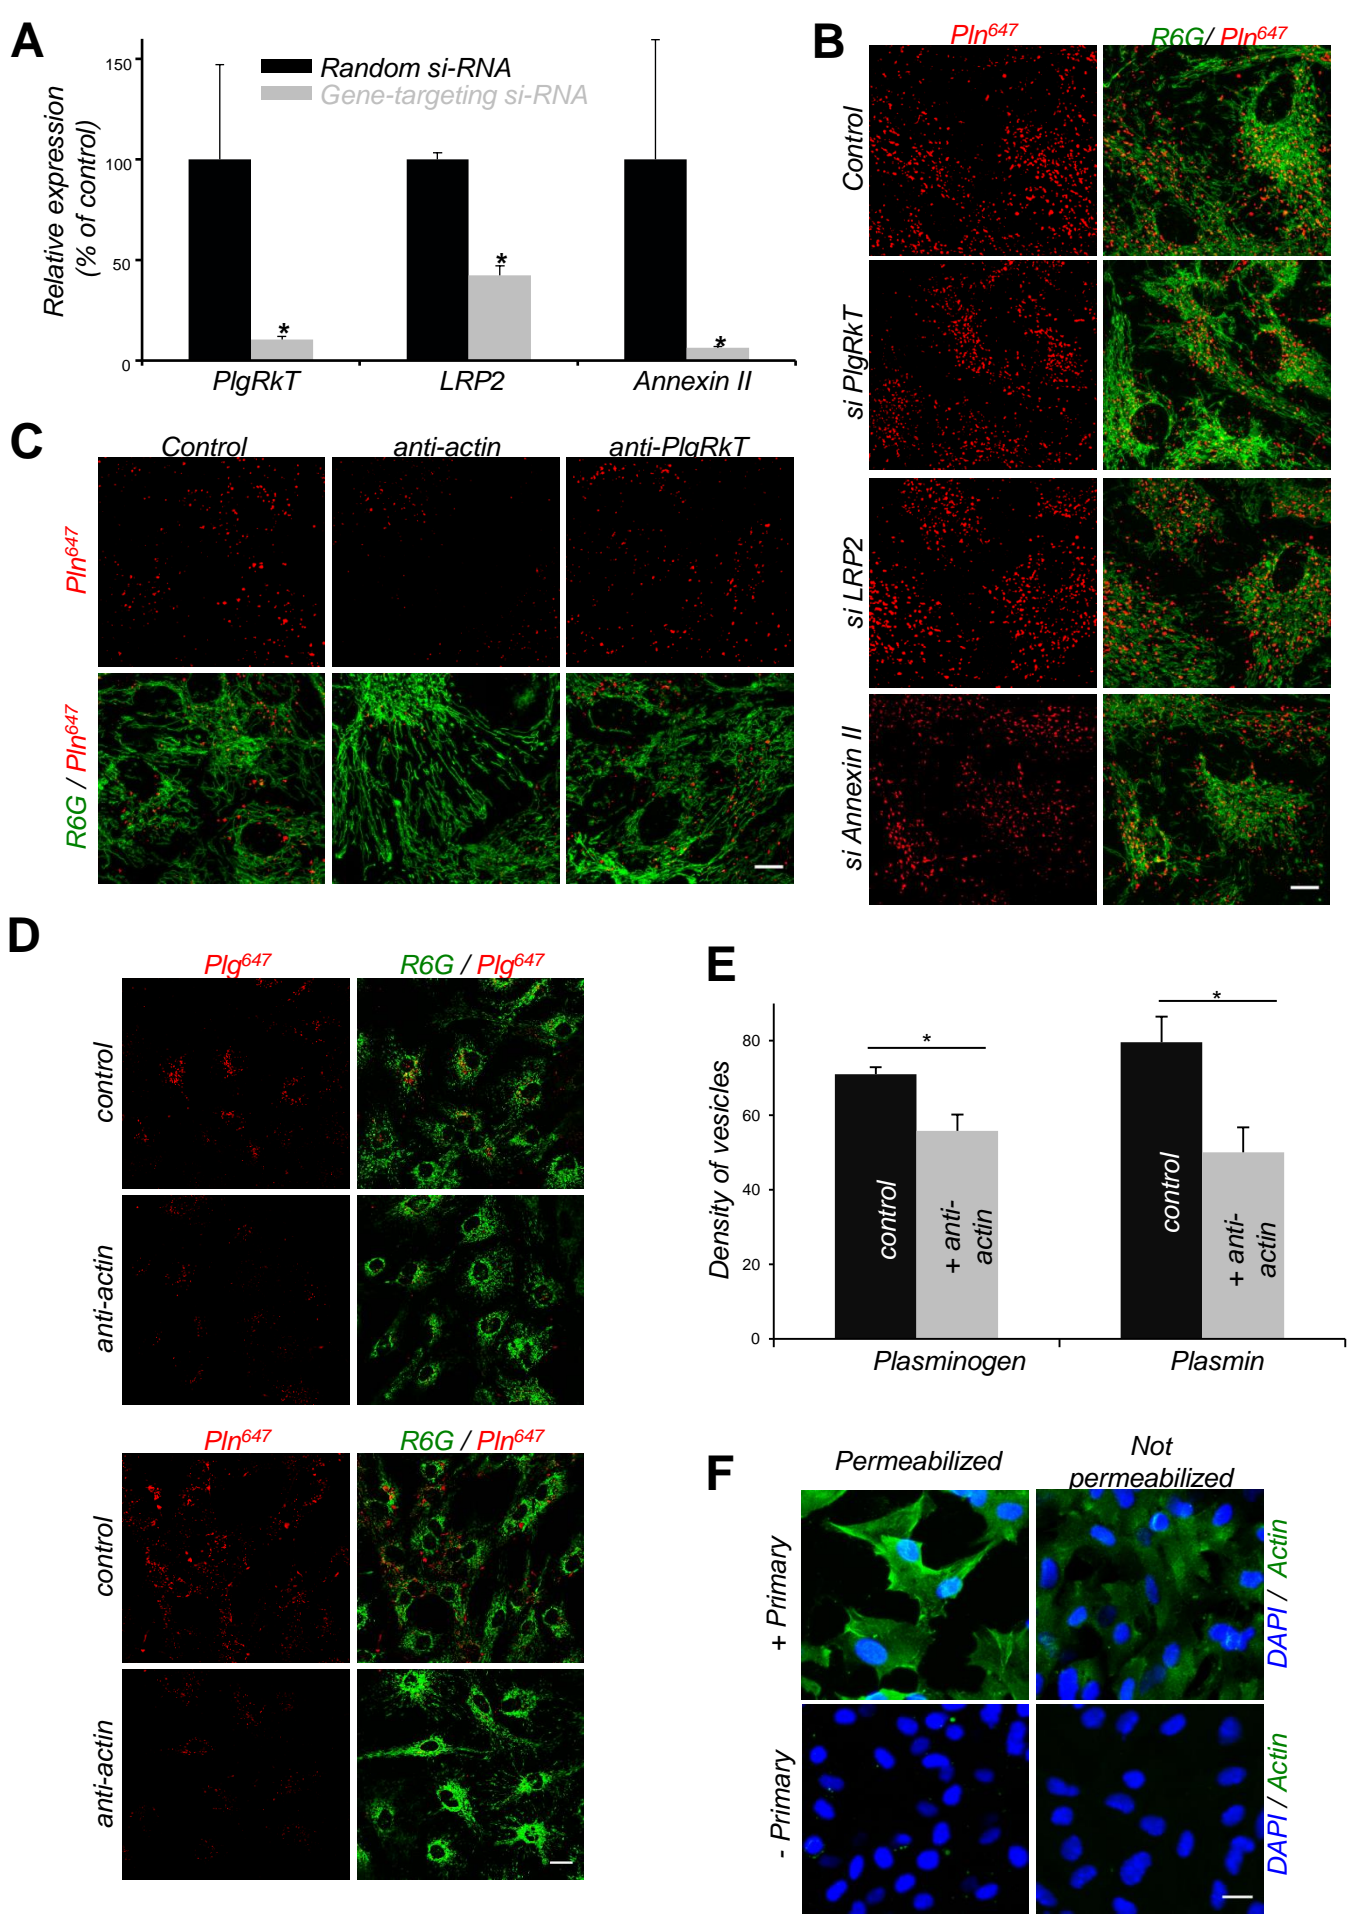 A
150
100
50
0
Relative expression
(% of control)
Random si-RNA
Gene-targeting si-RNA
*
*
*
PlgRkT
LRP2
Annexin II
B
Pln647
R6G/ Pln647
Control
si PlgRkT
si LRP2
si Annexin II
C
Control
anti-actin
anti-PlgRkT
Pln647
R6G / Pln647
D
Plg647
R6G / Plg647
control
anti-actin
Pln647
R6G / Pln647
control
anti-actin
E
Density of vesicles
80
60
40
20
0
*
*
control
+ anti-
actin
control
+ anti-
actin
Plasminogen
Plasmin
F
Permeabilized
Not
permeabilized
+ Primary
DAPI / Actin
- Primary
DAPI / Actin